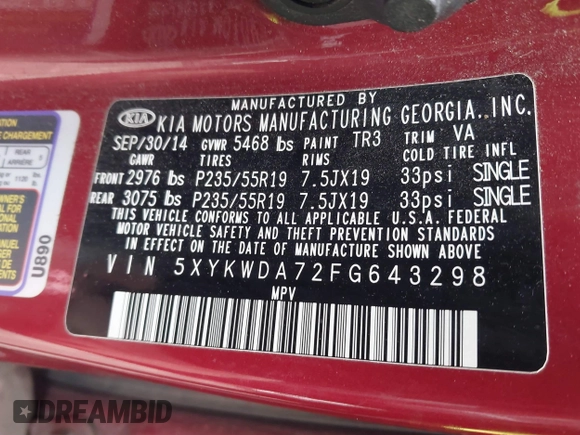 MANUFACTURED BY
KIA KIA MOTORS MANUFACTURING GEORGIA., INC.
SEP/30/14 GVWR 5468 lbs PAINT TR3 TRIM VA
GAWR TIRES RIMS COLD TIRE INFL
FRONT 2976 lbs P235/55R19 7.5JX19 33psi SINGLE
REAR 3075 lbs P235/55R19 7.5JX19 33psi SINGLE
THIS VEHICLE CONFORMS TO ALL APPLICABLE U.S.A. FEDERAL
MOTOR VEHICLE SAFETY AND THEFT PREVENTION STANDARDS
IN EFFECT ON THE DATE OF MANUFACTURE SHOWN ABOVE.
VIN 5XYKWDA72FG643298
MPV
CHARGEMENT
REAR
U890
DREAMBID